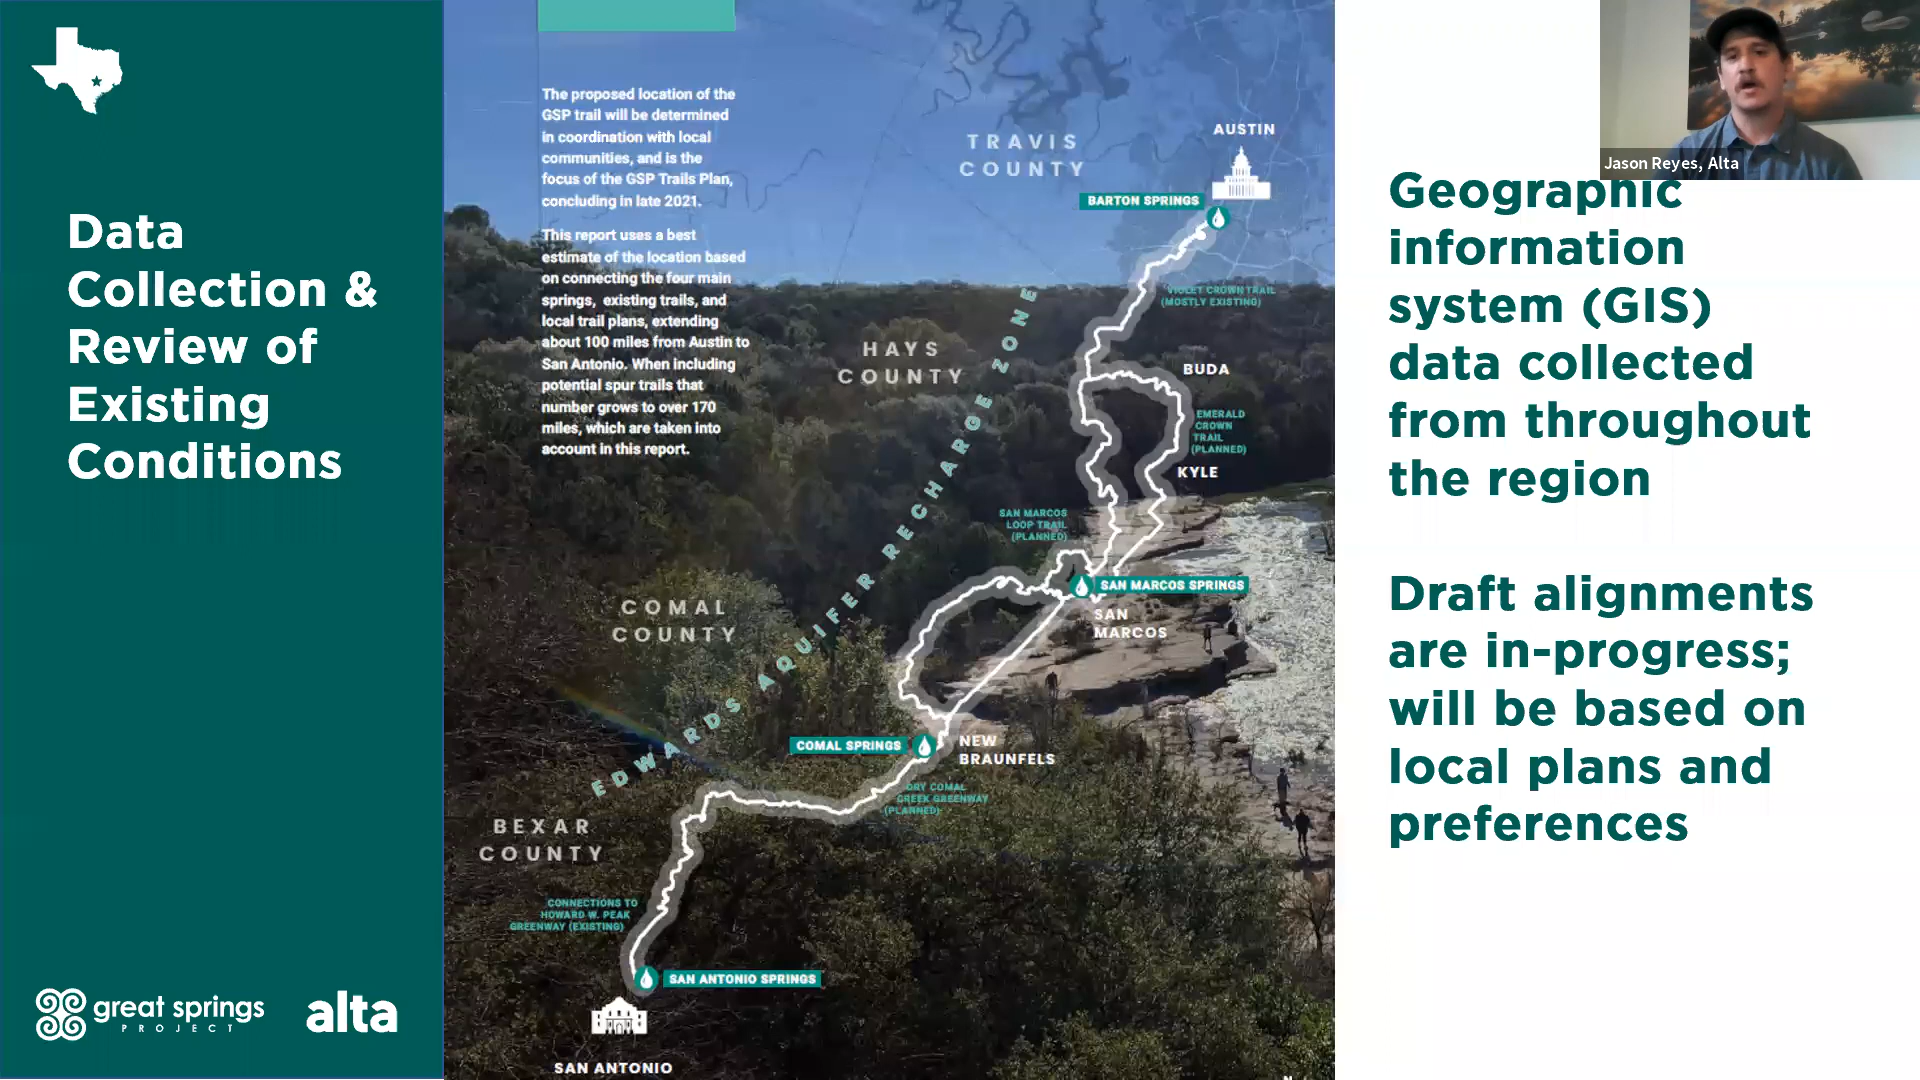 Data
Collection &
Review of
Existing
Conditions
great springs
PROJECT
alta
The proposed location of the
GSP trail will be determined
in coordination with local
communities, and is the
focus of the GSP Trails Plan,
concluding in late 2021.
This report uses a best
estimate of the location based
on connecting the four main
springs, existing trails, and
local trail plans, extending
about 100 miles from Austin to
San Antonio. When including
potential spur trails that
number grows to over 170
miles, which are taken into
account in this report.
TRAVIS
COUNTY
AUSTIN
BARTON SPRINGS
VIOLET CROWN TRAIL
(MOSTLY EXISTING)
HAYS
COUNTY
BUDA
EMERALD
CROWN
TRAIL
(PLANNED)
KYLE
EDWARDS AQUIFER RECHARGE ZONE
SAN MARCOS
LOOP TRAIL
(PLANNED)
SAN MARCOS SPRINGS
SAN
MARCOS
COMAL
COUNTY
COMAL SPRINGS
NEW
BRAUNFELS
DRY COMAL
CREEK GREENWAY
(PLANNED)
BEXAR
COUNTY
CONNECTIONS TO
HOWARD W. PEAK
GREENWAY (EXISTING)
SAN ANTONIO SPRINGS
SAN ANTONIO
Jason Reyes, Alta
Geographic
information
system (GIS)
data collected
from throughout
the region
Draft alignments
are in-progress;
will be based on
local plans and
preferences